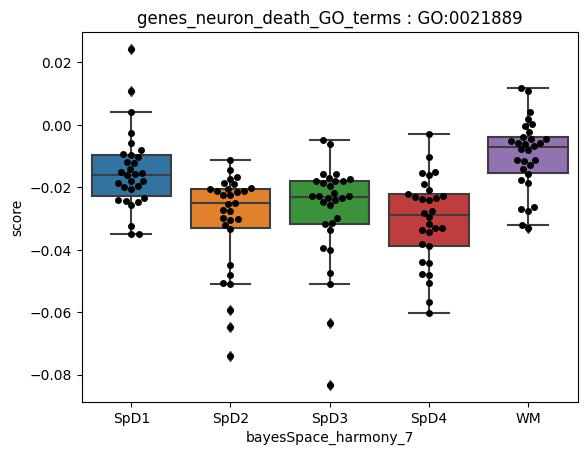 genes_neuron_death_GO_terms : GO:0021889
0.02
0.00
−0.02
−0.04
−0.06
−0.08
score
SpD1 SpD2 SpD3 SpD4 WM
bayesSpace_harmony_7